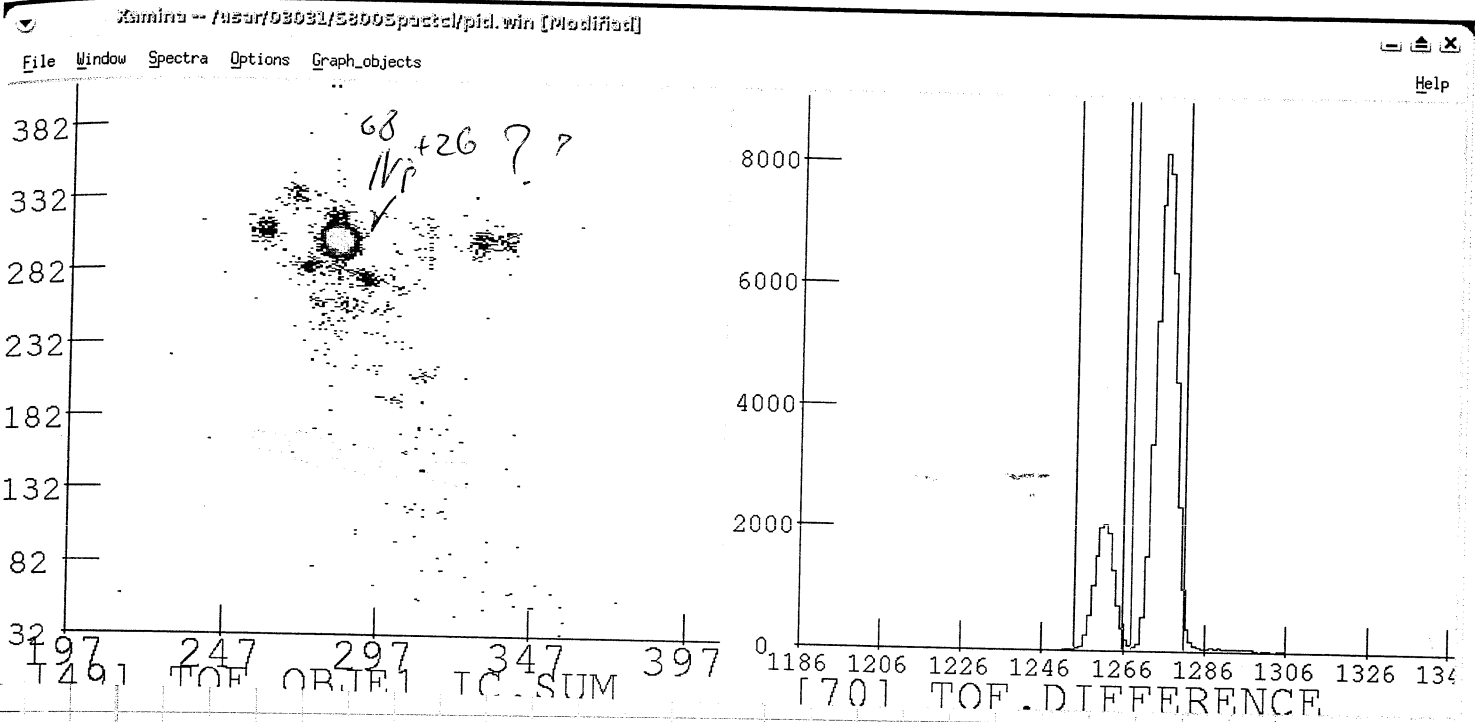 Xamine -- /user/03031/S800Spectcl/pid.win [Modified]
File Window Spectra Options Graph_objects
Help
68
Ni +26 ? ?
382
332
282
232
182
132
82
32
197 247 297 347 397
TOF OBJE1 IC.SUM
8000
6000
4000
2000
0
1186 1206 1226 1246 1266 1286 1306 1326
[70] TOF.DIFFERENCE